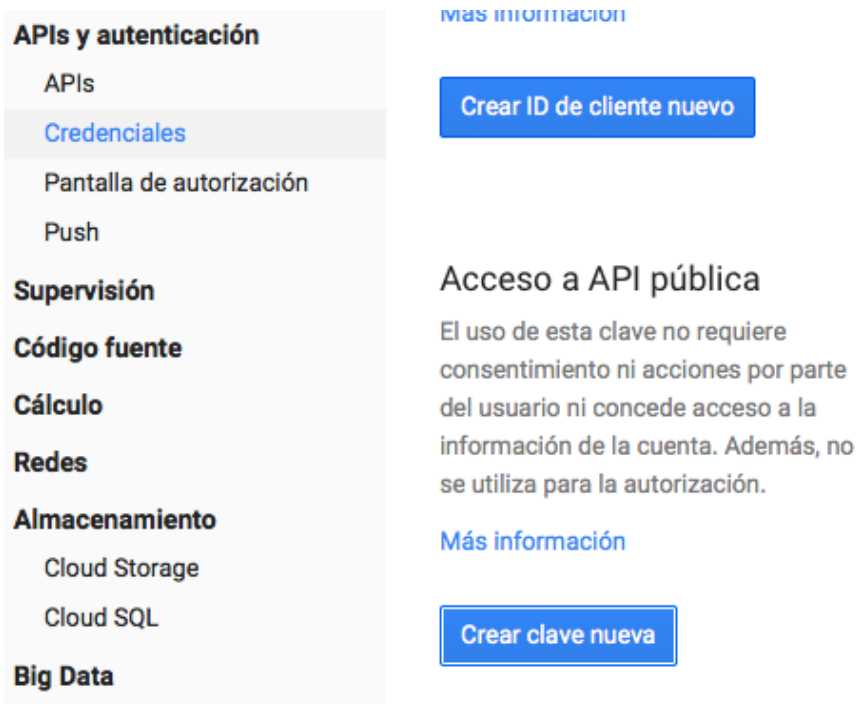 APIs y autenticación
APIs
Credenciales
Pantalla de autorización
Push
Supervisión
Código fuente
Cálculo
Redes
Almacenamiento
Cloud Storage
Cloud SQL
Big Data
Más información
Crear ID de cliente nuevo
Acceso a API pública
El uso de esta clave no requiere
consentimiento ni acciones por parte
del usuario ni concede acceso a la
información de la cuenta. Además, no
se utiliza para la autorización.
Más información
Crear clave nueva